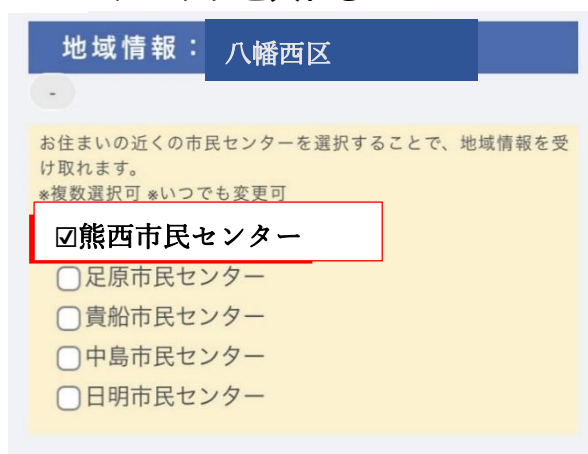 地域情報： 八幡西区
-
お住まいの近くの市民センターを選択することで、地域情報を受
け取れます。
※複数選択可 ※いつでも変更可
☑熊西市民センター
足原市民センター
貴船市民センター
中島市民センター
日明市民センター